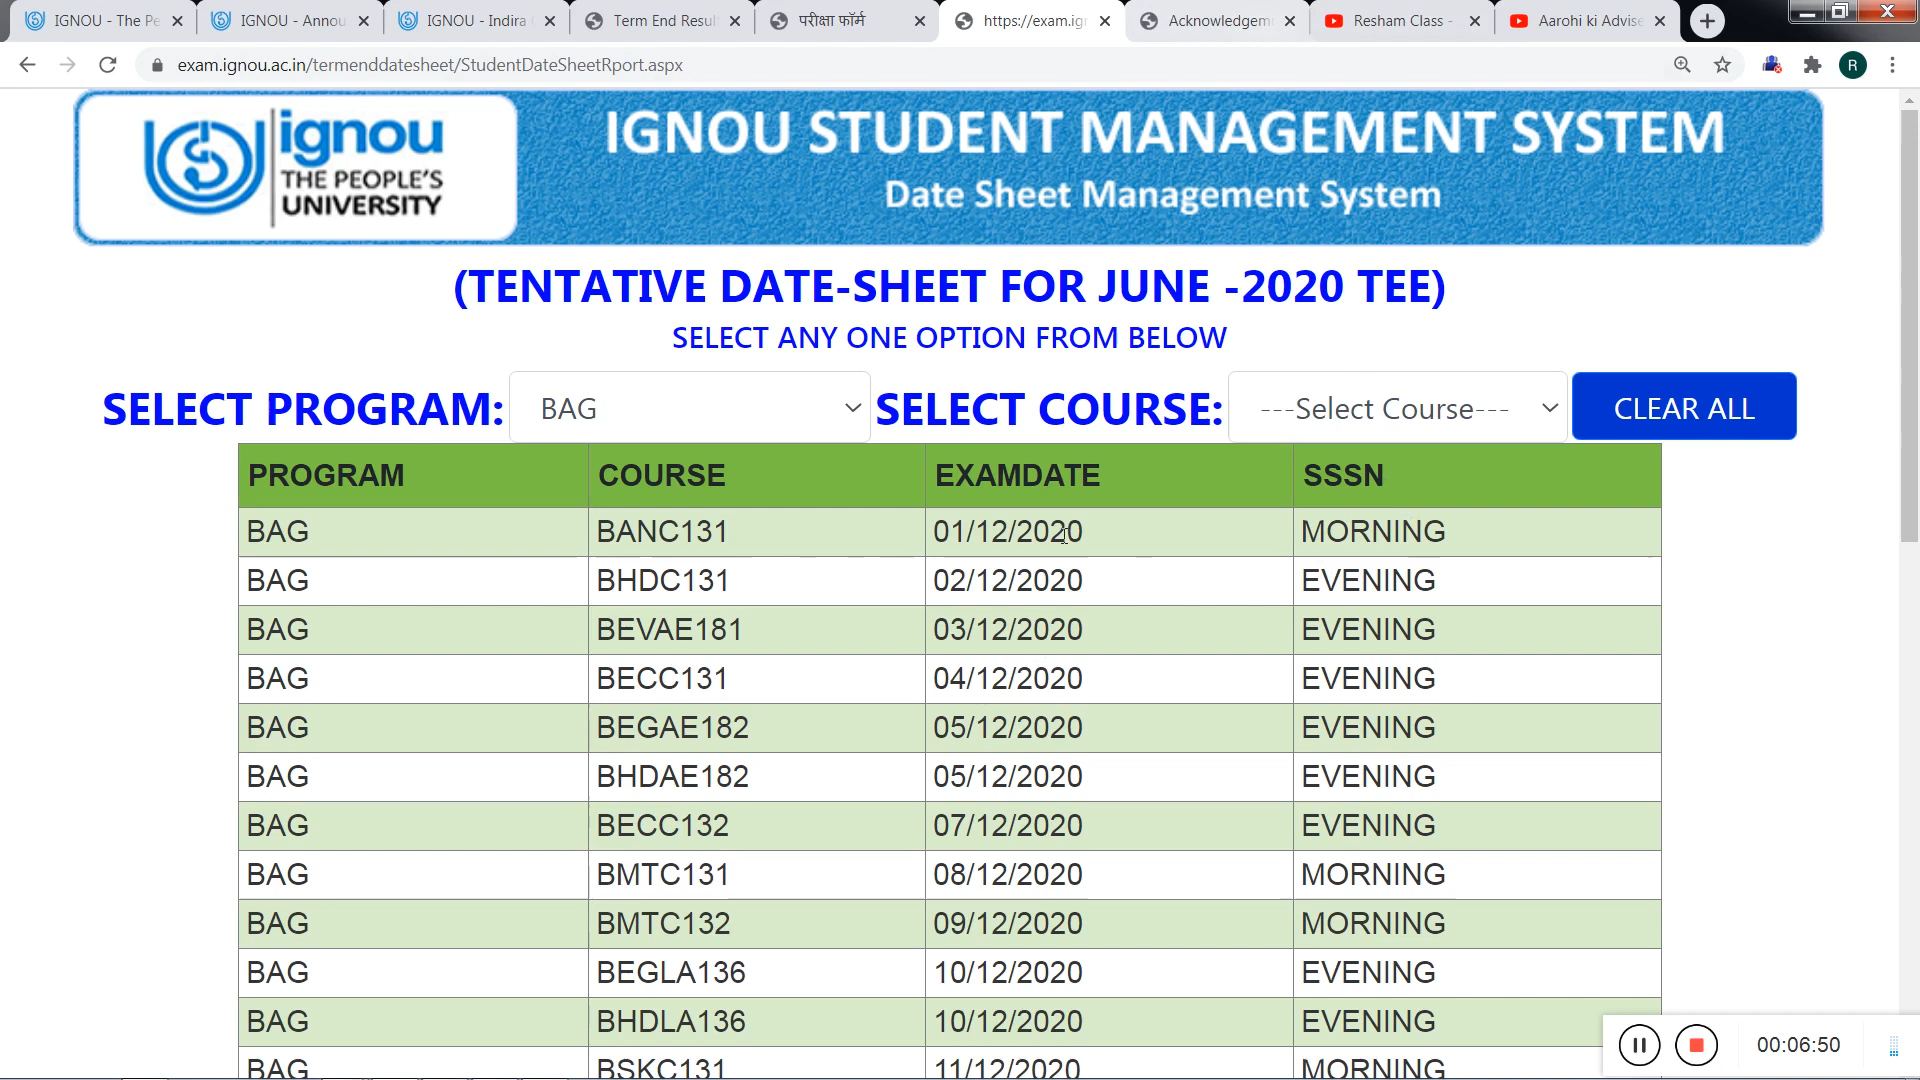 IGNOU - The Pe
IGNOU - Annou
IGNOU - Indira
Term End Resul
परीक्षा फॉर्म
https://exam.ign
Acknowledgem
Resham Class -
Aarohi ki Advise
exam.ignou.ac.in/termenddatesheet/StudentDateSheetRport.aspx
R
ignou
THE PEOPLE'S
UNIVERSITY
IGNOU STUDENT MANAGEMENT SYSTEM
Date Sheet Management System
(TENTATIVE DATE-SHEET FOR JUNE -2020 TEE)
SELECT ANY ONE OPTION FROM BELOW
SELECT PROGRAM: BAG SELECT COURSE: ---Select Course--- CLEAR ALL
PROGRAM COURSE EXAMDATE SSSN
BAG BANC131 01/12/2020 MORNING
BAG BHDC131 02/12/2020 EVENING
BAG BEVAE181 03/12/2020 EVENING
BAG BECC131 04/12/2020 EVENING
BAG BEGAE182 05/12/2020 EVENING
BAG BHDAE182 05/12/2020 EVENING
BAG BECC132 07/12/2020 EVENING
BAG BMTC131 08/12/2020 MORNING
BAG BMTC132 09/12/2020 MORNING
BAG BEGLA136 10/12/2020 EVENING
BAG BHDLA136 10/12/2020 EVENING
BAG BSKC131 11/12/2020 MORNING
00:06:50